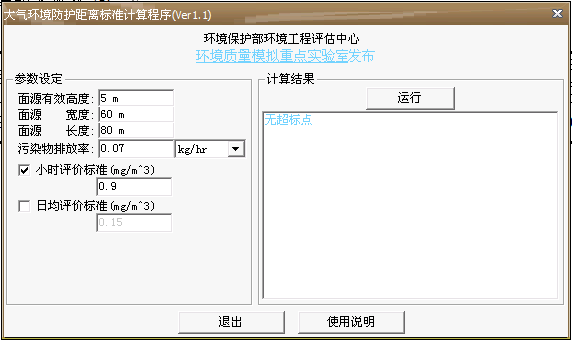 大气环境防护距离标准计算程序(Ver1.1)
环境保护部环境工程评估中心
环境质量模拟重点实验室发布
参数设定
面源有效高度: 5 m
面源 宽度: 60 m
面源 长度: 80 m
污染物排放率: 0.07 kg/hr
小时评价标准(mg/m^3)
0.9
日均评价标准(mg/m^3)
0.15
计算结果
运行
无超标点
退出 使用说明